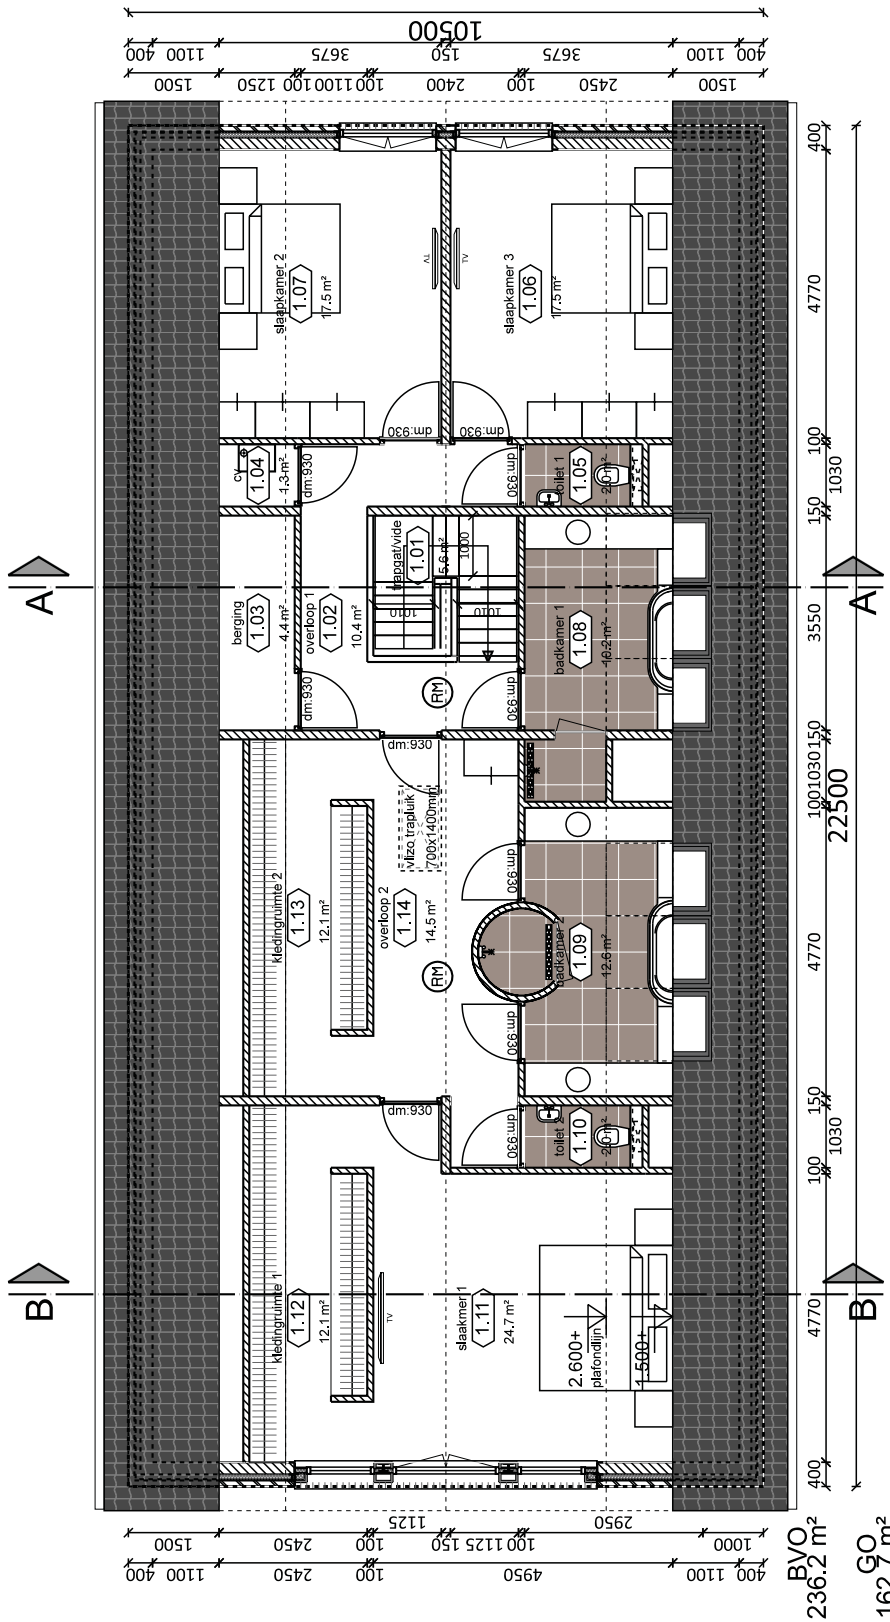 10500
400
1100
3675
150
3675
1100
400
1500
1250
100
1100
100
2400
100
2450
1500
slaapkamer 2
1.07
17.5 m²
TV
TV
slaapkamer 3
1.06
17.5 m²
dm:930
dm:930
cv
1.04
1.3 m²
dm:930
dm:930
toilet 1
1.05
2.0 m²
A
A
berging
1.03
4.4 m²
overloop 1
1.02
10.4 m²
trapgat/vide
1.01
5.6 m²
1000
1010
1010
badkamer 1
1.08
10.2 m²
dm:930
RM
dm:930
dm:930
vlizo trapluik
700x1400mm
kledingruimte 2
1.13
12.1 m²
overloop 2
1.14
14.5 m²
RM
dm:930
badkamer 2
1.09
12.6 m²
dm:930
dm:930
dm:930
toilet 2
1.10
2.0 m²
B
B
kledingruimte 1
1.12
12.1 m²
TV
slaakmer 1
1.11
24.7 m²
2.600+
plafondlijn
1.500+
400
4770
100
1030
150
3550
150
1030
100
4770
150
1030
100
4770
400
22500
1500
2450
100
1125
150
1125
100
2950
1000
400
1100
2450
100
4950
1100
400
BVO
236.2 m²
GO
162.7 m²